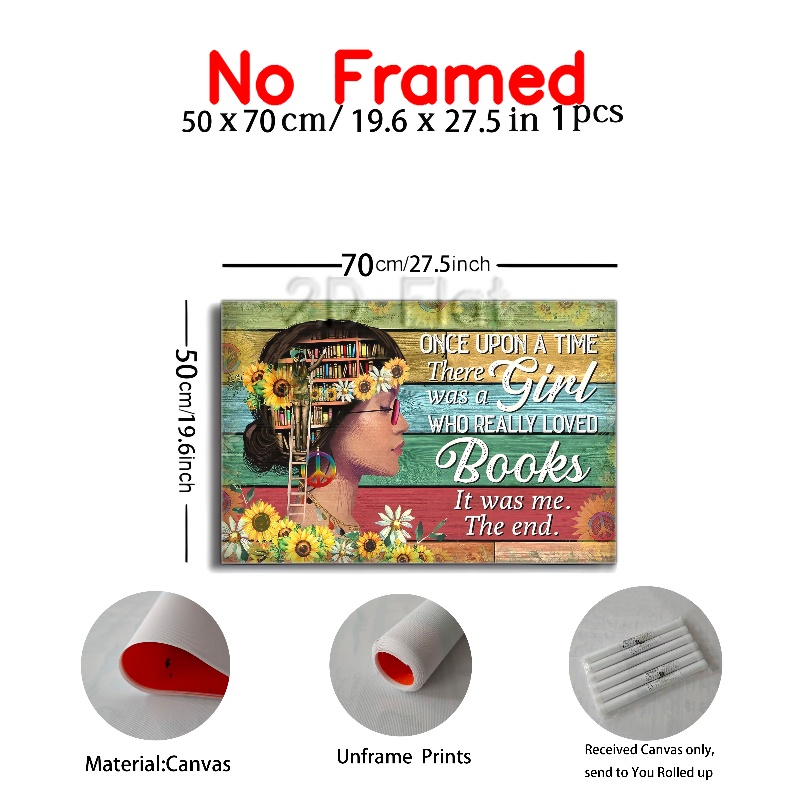 No Framed
50 x 70 cm/ 19.6 x 27.5 in 1pcs
70cm/27.5inch
2D Flat
50cm/19.6inch
ONCE UPON A TIME
There
was a Girl
WHO REALLY LOVED
Books
It was me.
The end.
Material:Canvas
Unframe Prints
Received Canvas only,
send to You Rolled up